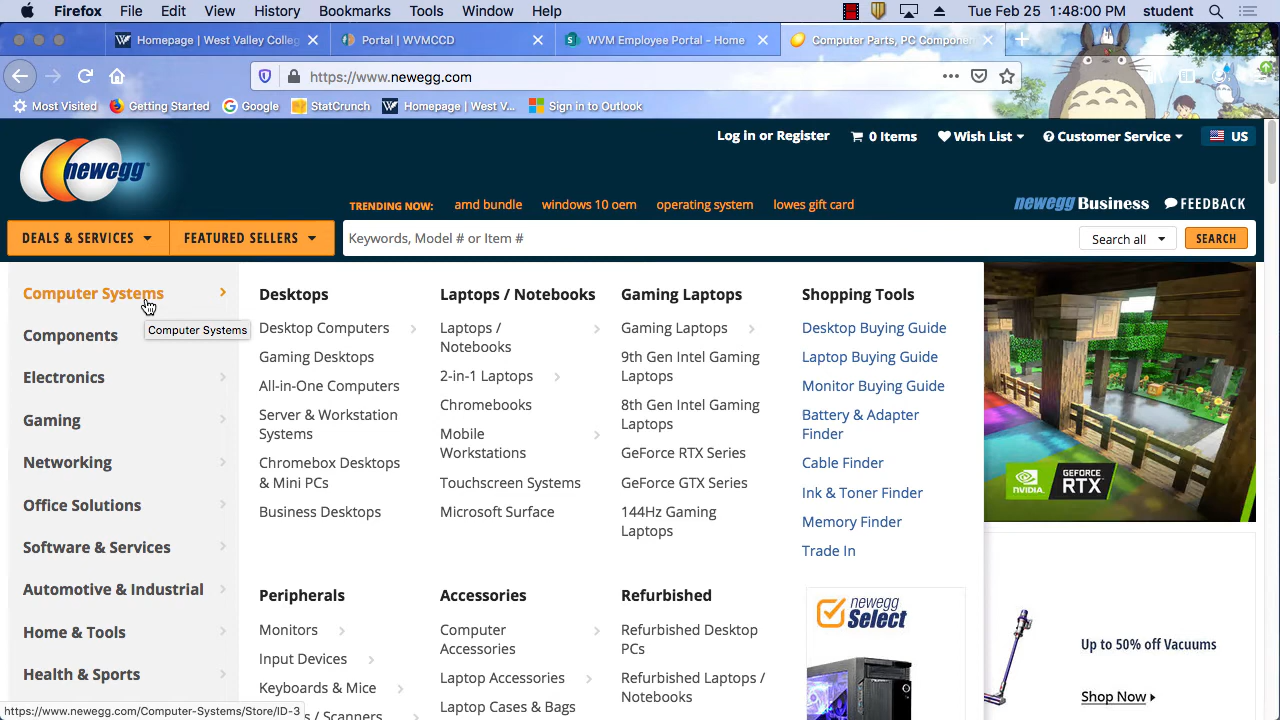 Firefox File Edit View History Bookmarks Tools Window Help Tue Feb 25 1:48:00 PM student
Homepage | West Valley Colleg
Portal | WVMCCD
WVM Employee Portal - Home
Computer Parts, PC Componen
https://www.newegg.com
Most Visited Getting Started Google StatCrunch Homepage | West V... Sign in to Outlook
newegg
Log in or Register 0 Items Wish List Customer Service US
TRENDING NOW: amd bundle windows 10 oem operating system lowes gift card
newegg Business FEEDBACK
DEALS & SERVICES FEATURED SELLERS
Keywords, Model # or Item # Search all SEARCH
Computer Systems
Computer Systems
Components
Electronics
Gaming
Networking
Office Solutions
Software & Services
Automotive & Industrial
Home & Tools
Health & Sports
Desktops
Desktop Computers
Gaming Desktops
All-in-One Computers
Server & Workstation
Systems
Chromebox Desktops
& Mini PCs
Business Desktops
Laptops / Notebooks
Laptops /
Notebooks
2-in-1 Laptops
Chromebooks
Mobile
Workstations
Touchscreen Systems
Microsoft Surface
Gaming Laptops
Gaming Laptops
9th Gen Intel Gaming
Laptops
8th Gen Intel Gaming
Laptops
GeForce RTX Series
GeForce GTX Series
144Hz Gaming
Laptops
Shopping Tools
Desktop Buying Guide
Laptop Buying Guide
Monitor Buying Guide
Battery & Adapter
Finder
Cable Finder
Ink & Toner Finder
Memory Finder
Trade In
Peripherals
Monitors
Input Devices
Keyboards & Mice
/ Scanners
Accessories
Computer
Accessories
Laptop Accessories
Laptop Cases & Bags
Refurbished
Refurbished Desktop
PCs
Refurbished Laptops /
Notebooks
newegg
Select
NVIDIA. GEFORCE
RTX
Up to 50% off Vacuums
Shop Now
https://www.newegg.com/Computer-Systems/Store/ID-3